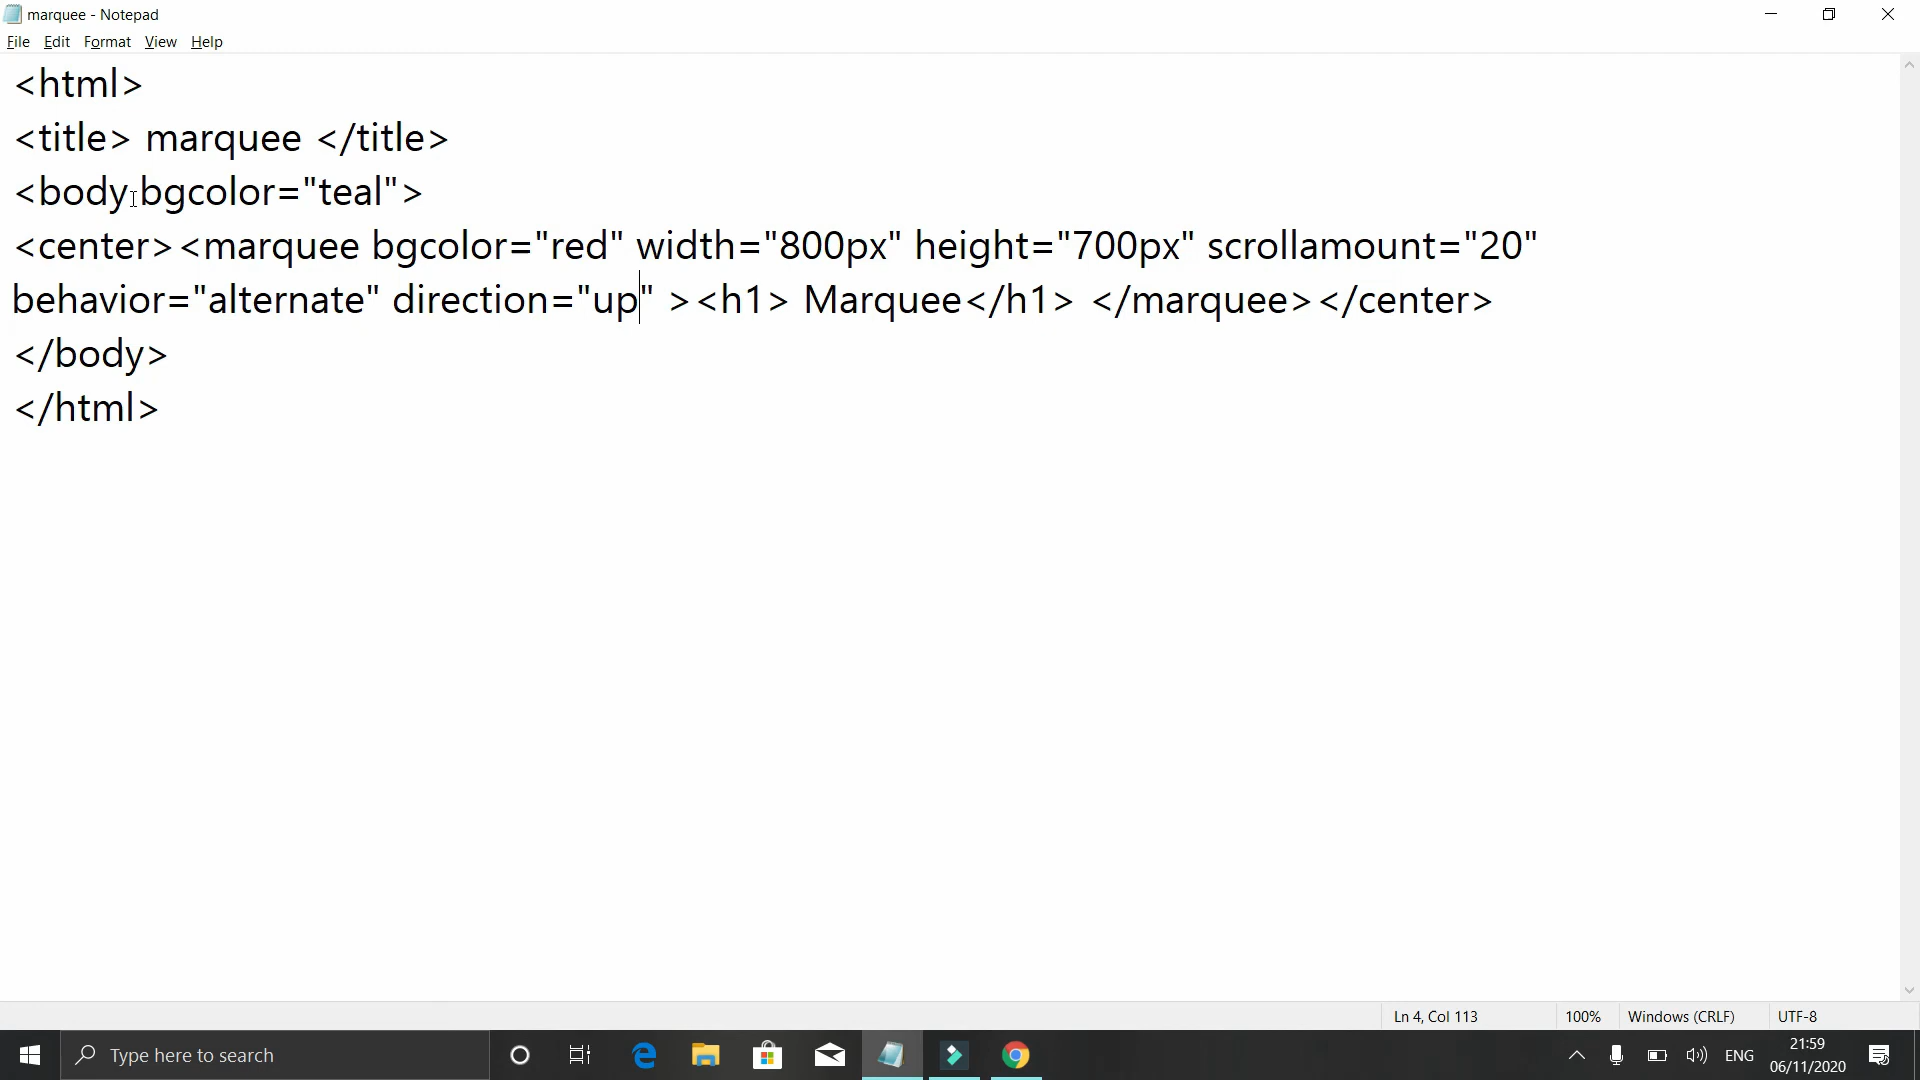 marquee - Notepad
File Edit Format View Help
<html>
<title> marquee </title>
<body bgcolor="teal">
<center><marquee bgcolor="red" width="800px" height="700px" scrollamount="20"
behavior="alternate" direction="up" ><h1> Marquee</h1> </marquee></center>
</body>
</html>
Ln 4, Col 113 100% Windows (CRLF) UTF-8
Type here to search
ENG
21:59
06/11/2020